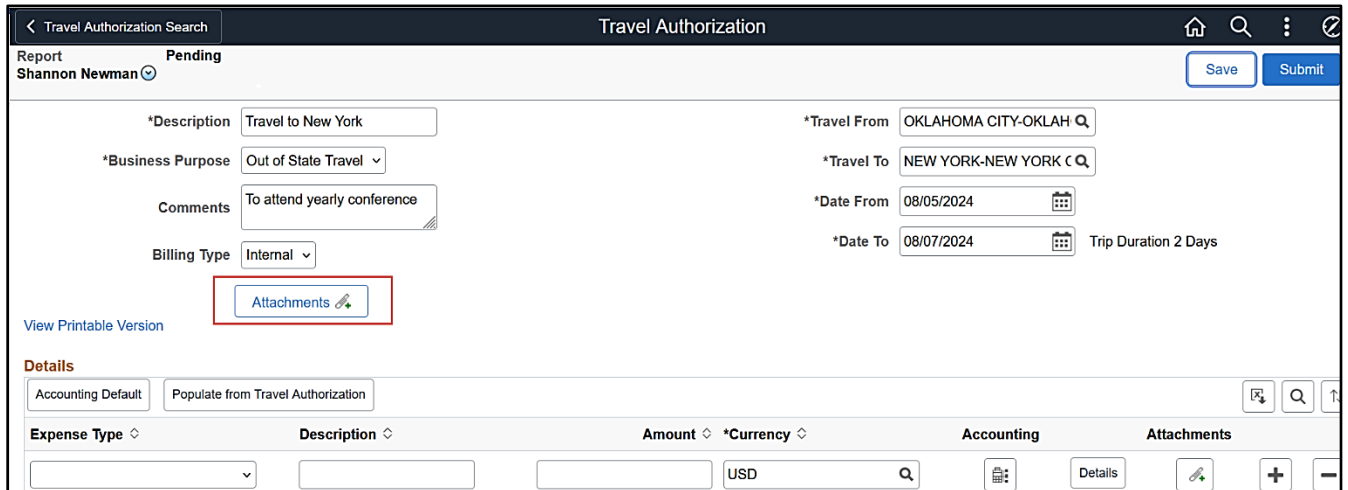 Travel Authorization Search
Travel Authorization
Report Pending
Shannon Newman
Save
Submit
*Description Travel to New York
*Travel From OKLAHOMA CITY-OKLAH
*Business Purpose Out of State Travel
*Travel To NEW YORK-NEW YORK C
Comments To attend yearly conference
*Date From 08/05/2024
*Date To 08/07/2024 Trip Duration 2 Days
Billing Type Internal
Attachments
View Printable Version
Details
Accounting Default Populate from Travel Authorization
Expense Type Description Amount *Currency Accounting Attachments
USD Details